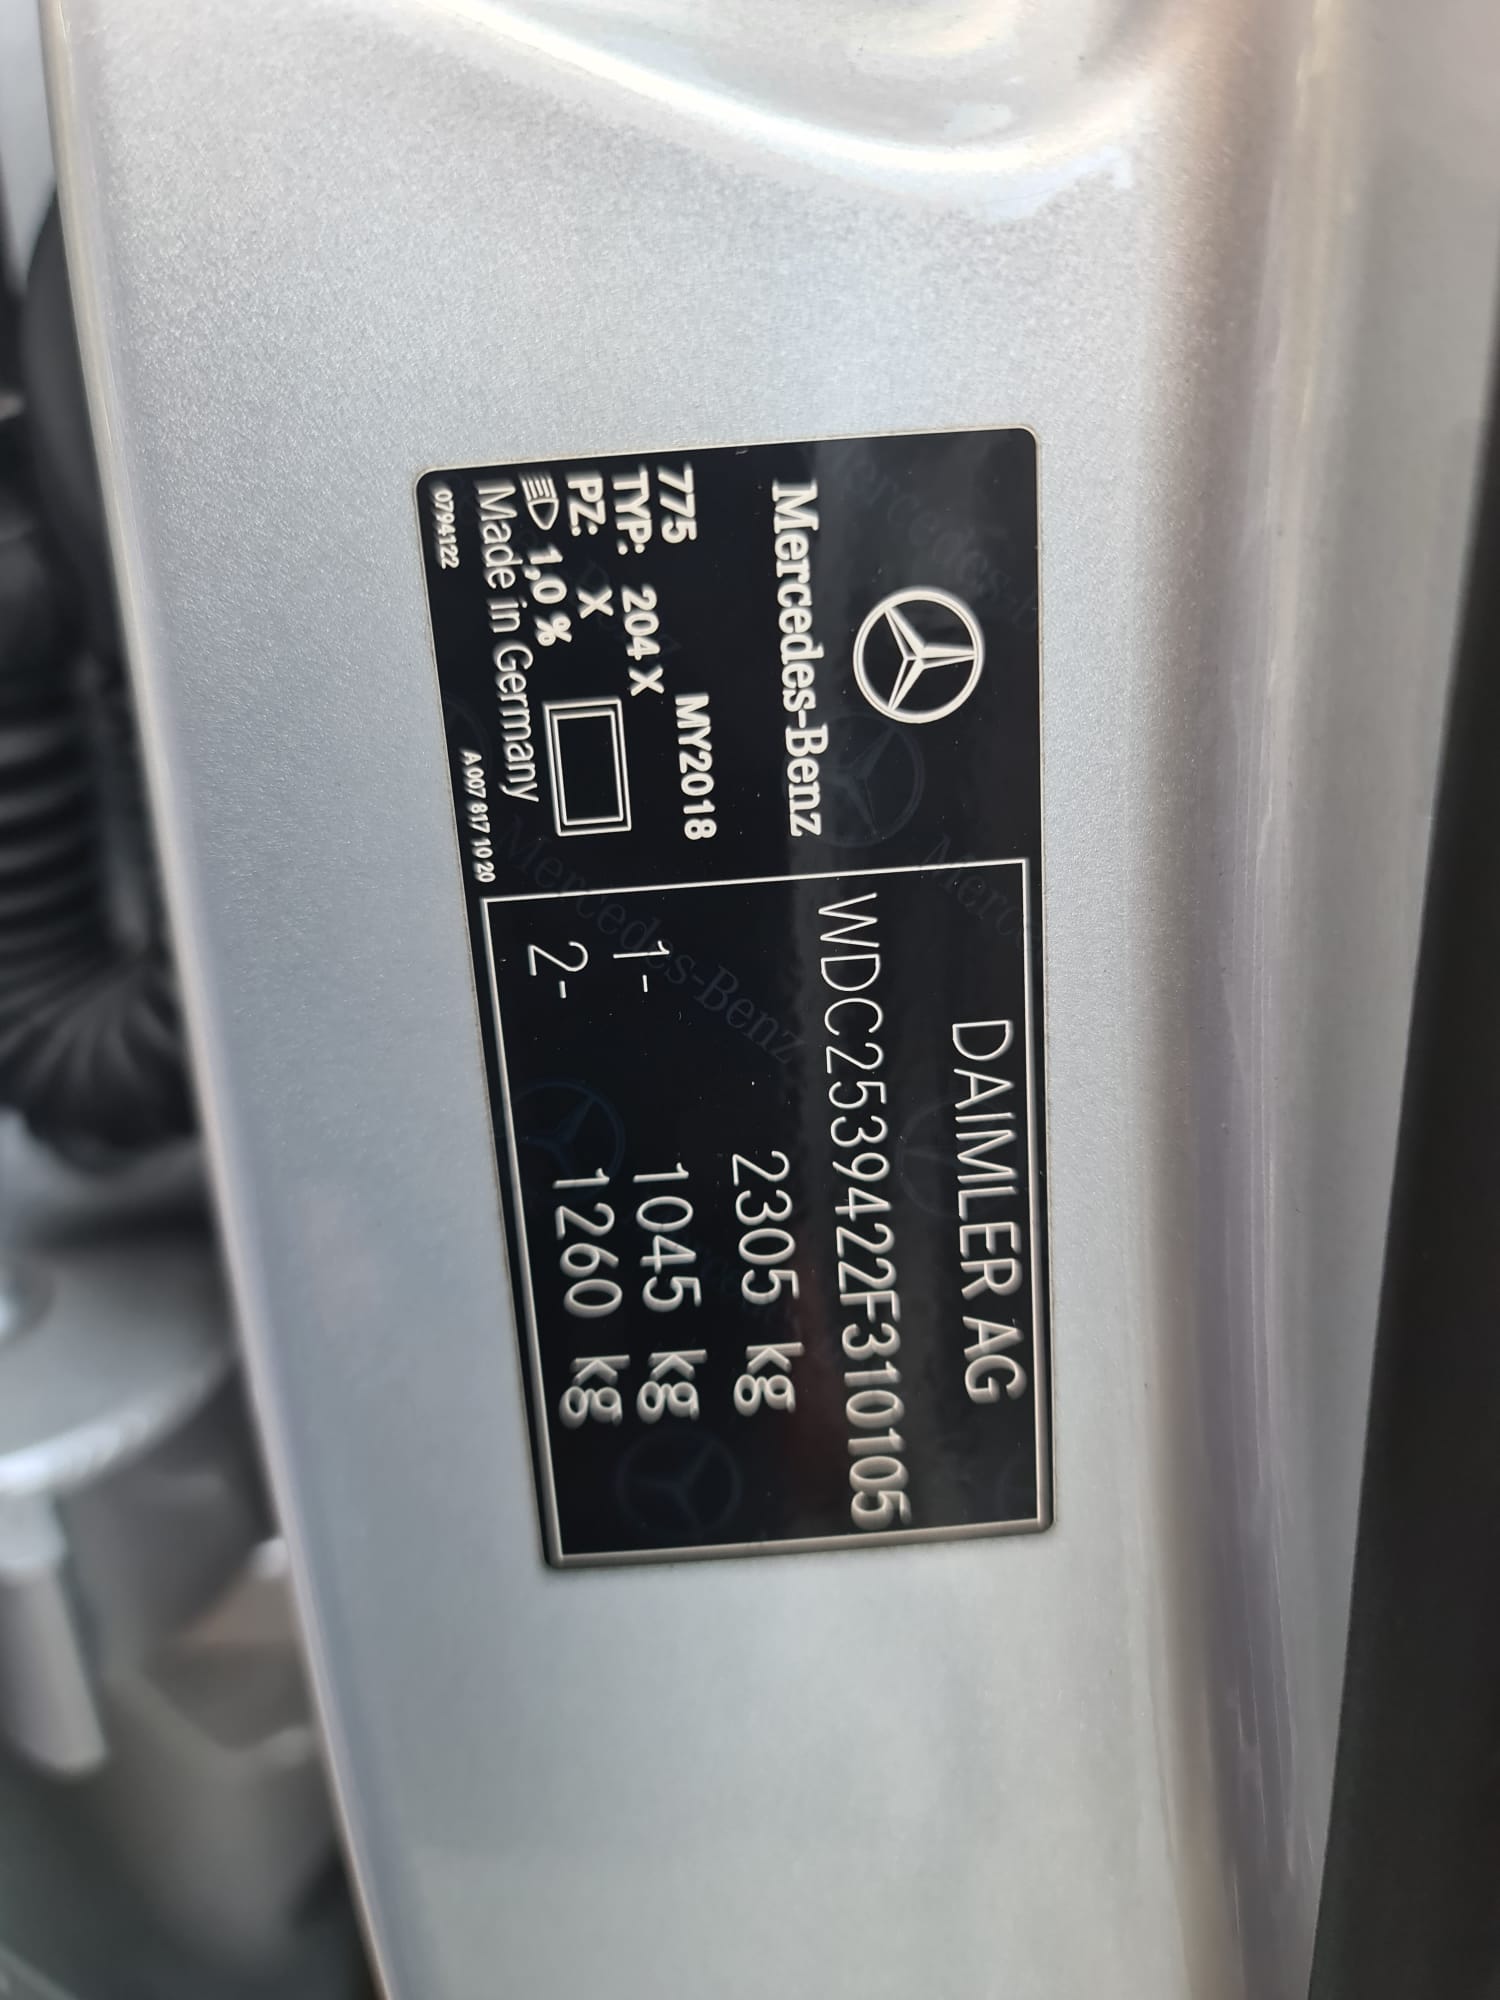 Mercedes-Benz
775 MY2018
TYP: 204 X
PZ: X
1,0 %
Made in Germany
0794122 A 007 817 10 20
DAIMLER AG
WDC2539422F310105
2305 kg
1- 1045 kg
2- 1260 kg